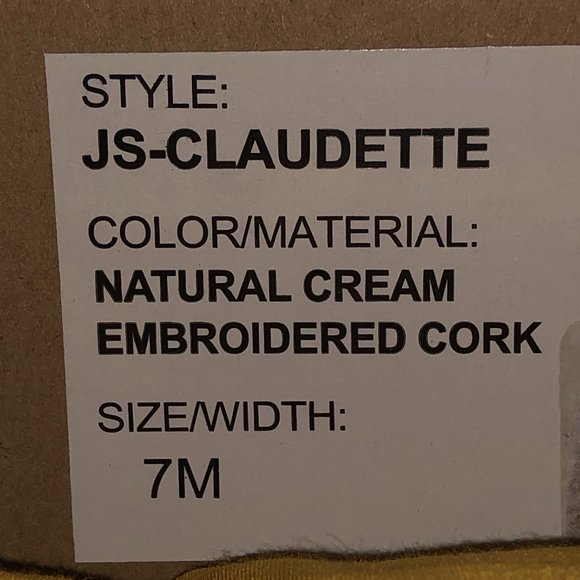 STYLE:
JS-CLAUDETTE
COLOR/MATERIAL:
NATURAL CREAM
EMBROIDERED CORK
SIZE/WIDTH:
7M